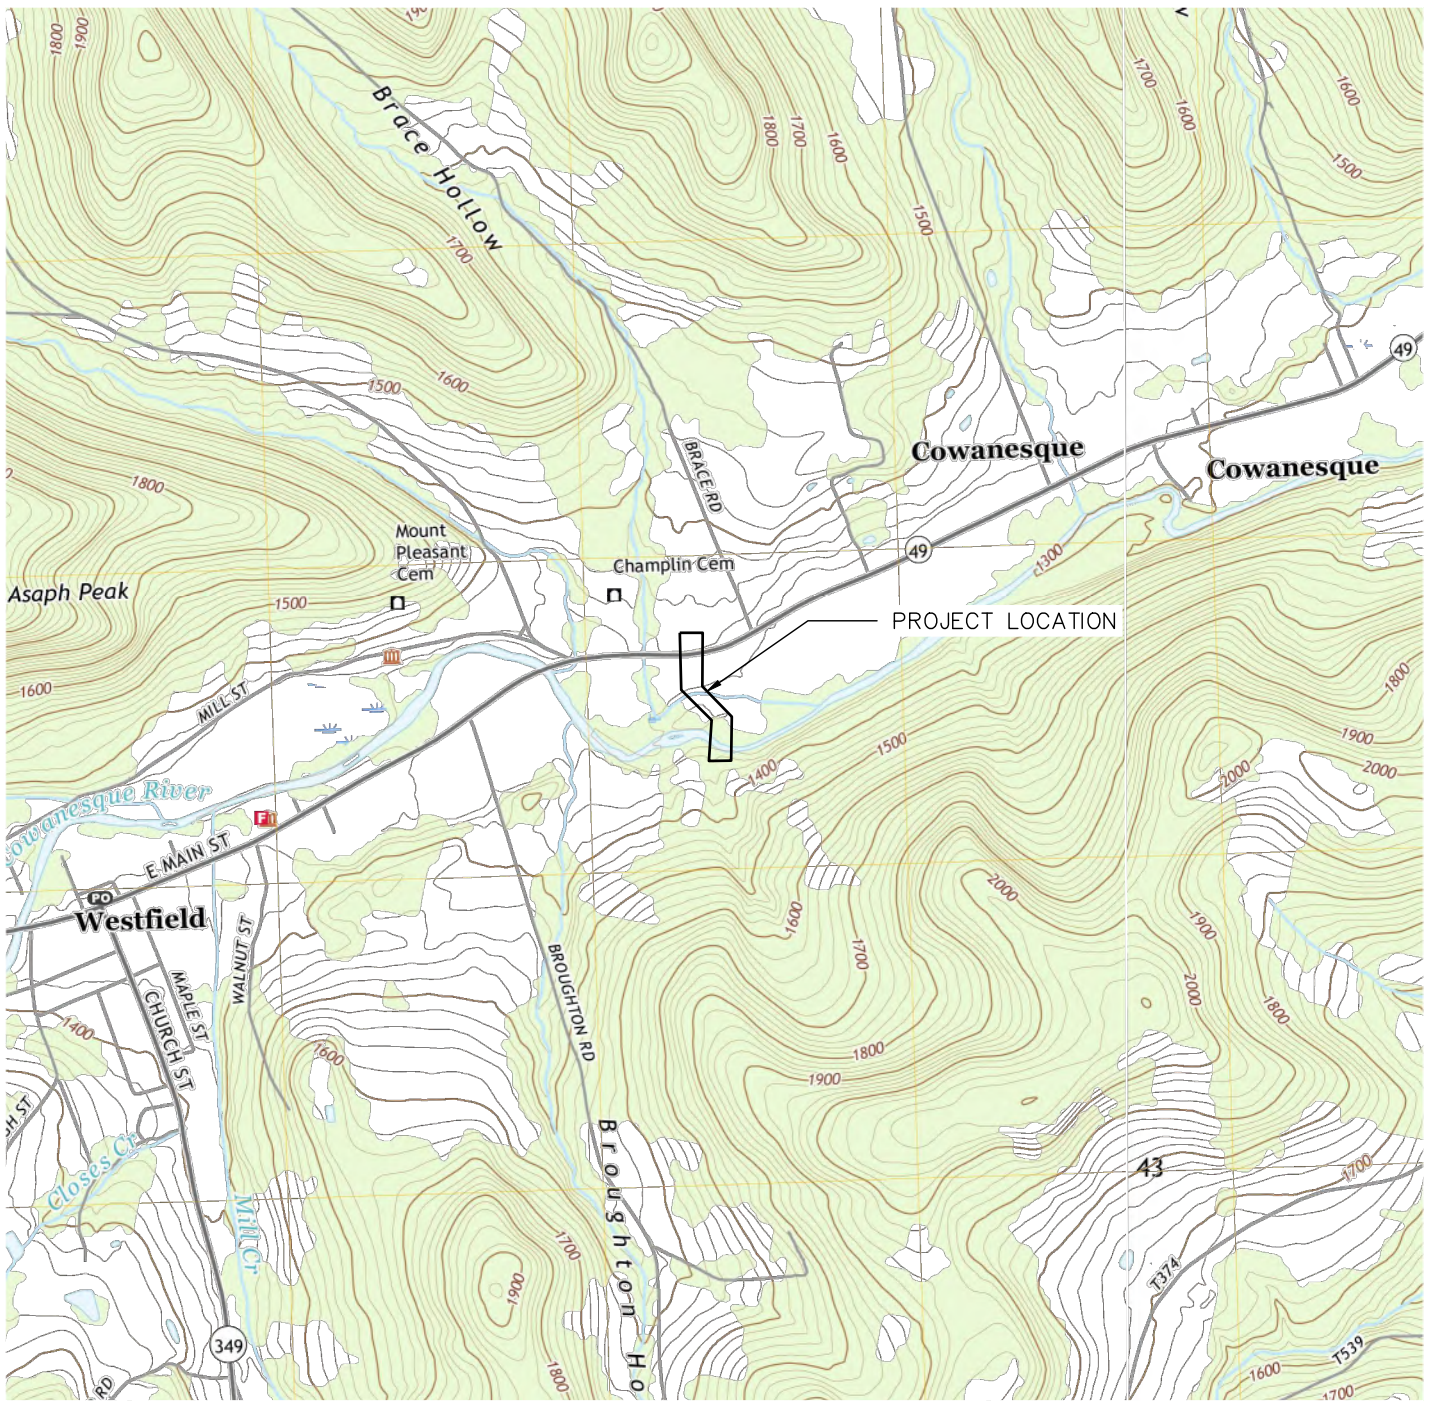 1800
1900
1700
1600
1800
1700
1600
1600
1500
1500
Brace Hollow
1700
1600
1500
49
BRACE RD
Cowanesque
Cowanesque
1800
Mount
Pleasant
Cem
Champlin Cem
49
1300
Asaph Peak
1500
PROJECT LOCATION
1600
MILL ST
1800
1900
2000
2000
1500
1400
Cowanesque River
F
E MAIN ST
PO
Westfield
WALNUT ST
MAPLE ST
CHURCH ST
BROUGHTON RD
2000
1600
1700
1900
2000
1800
1400
1600
1800
1900
Broughton Ho
43
1700
Closes Cr
Mill Cr
1700
1900
T374
349
1800
T539
1600
1700
RD